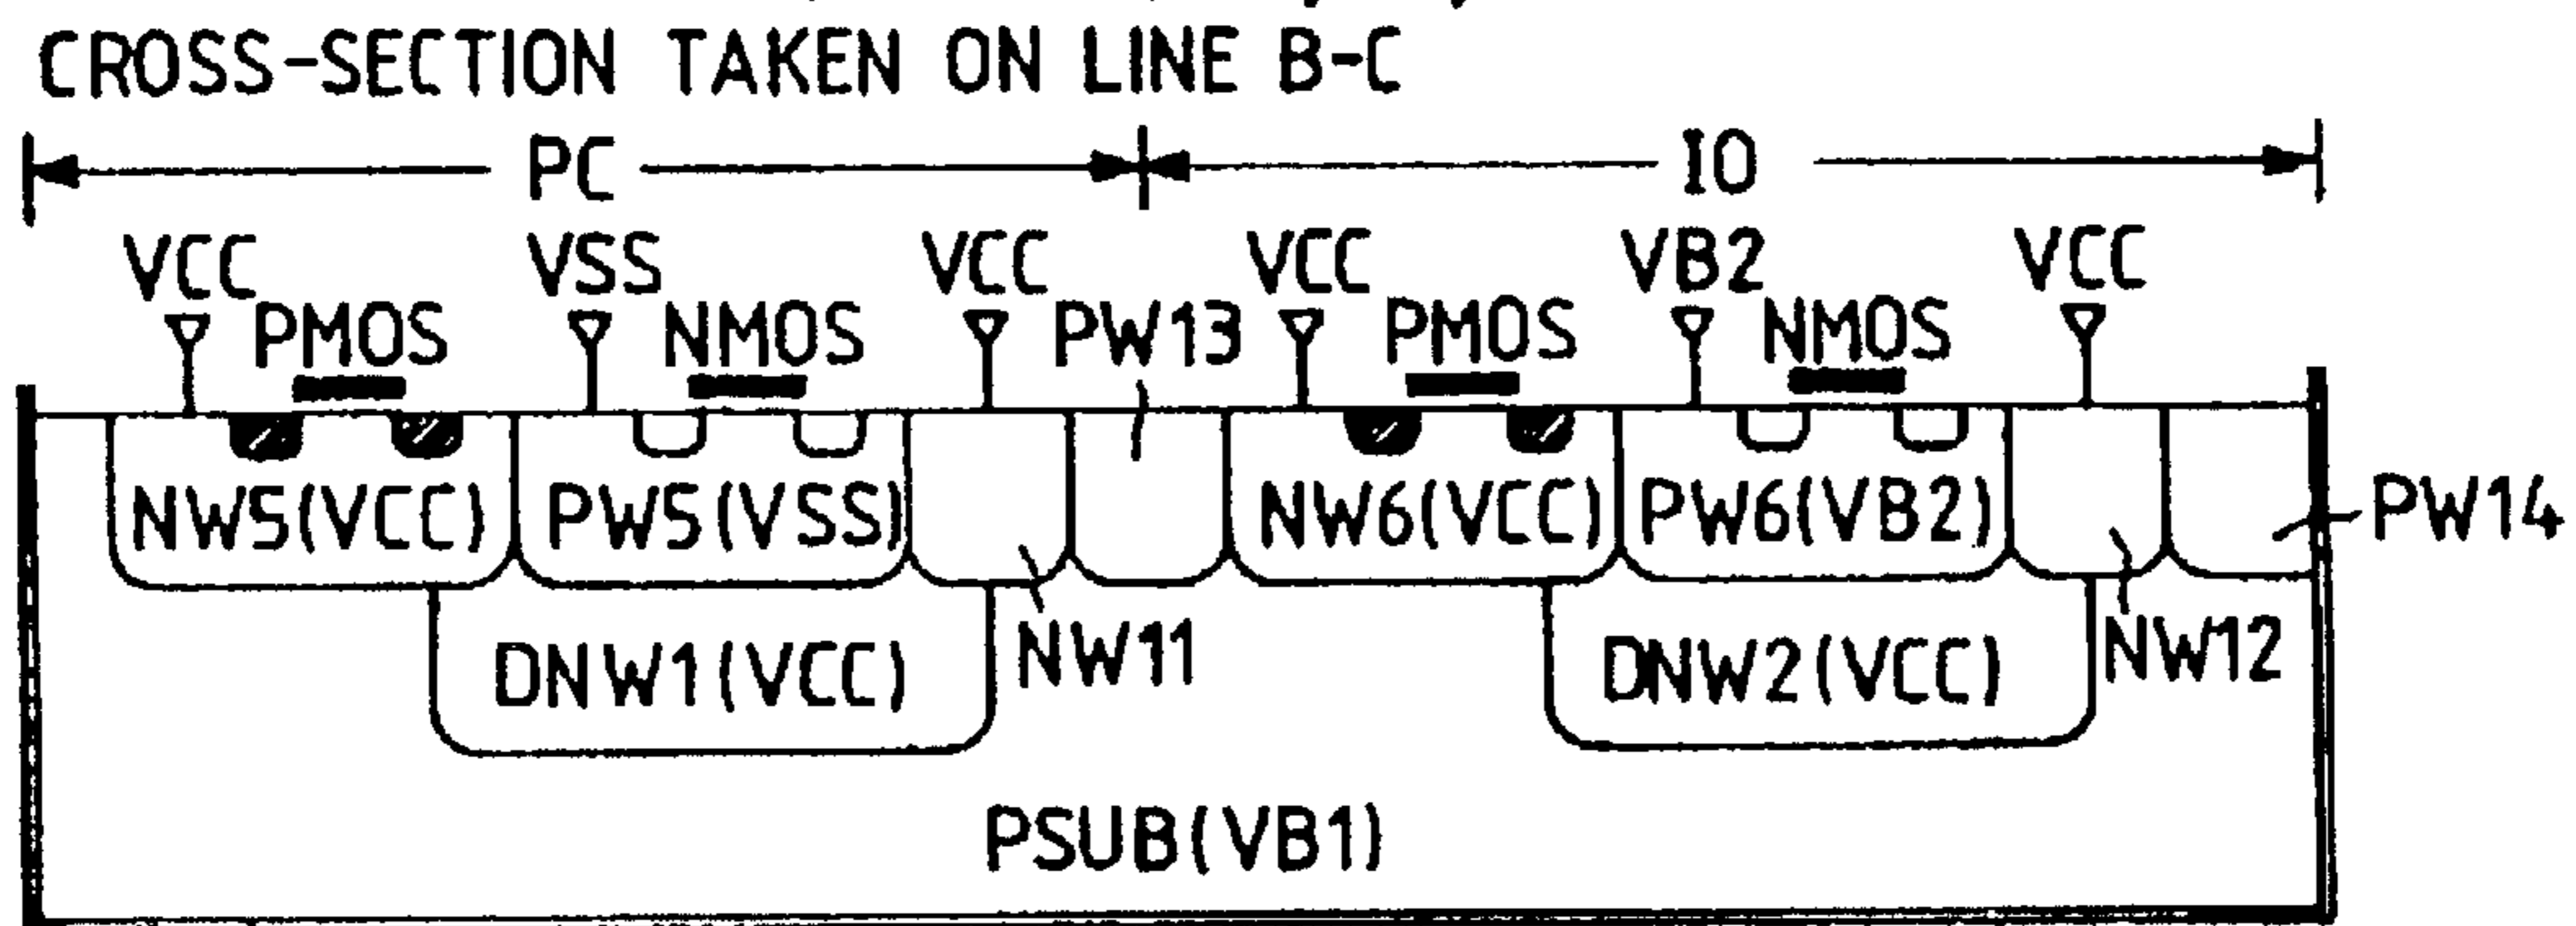 CROSS-SECTION TAKEN ON LINE B-C
PC IO
VCC VSS VCC VCC VB2 VCC
PMOS NMOS PW13 PMOS NMOS
NW5(VCC) PW5(VSS) NW6(VCC) PW6(VB2) PW14
DNW1(VCC) NW11 DNW2(VCC) NW12
PSUB(VB1)